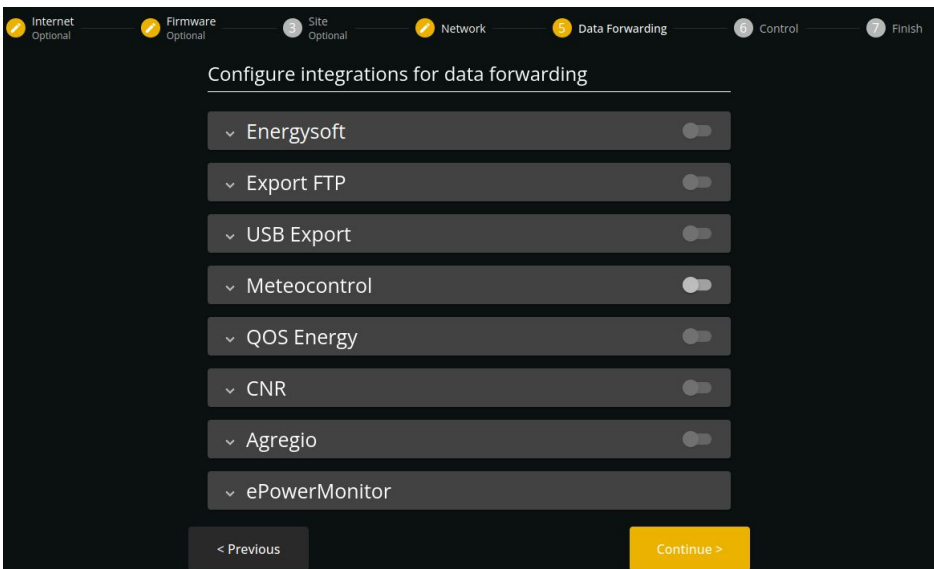 Internet
Optional
Firmware
Optional
3 Site
Optional
Network
5 Data Forwarding
6 Control
7 Finish
Configure integrations for data forwarding
Energysoft
Export FTP
USB Export
Meteocontrol
QOS Energy
CNR
Agregio
ePowerMonitor
< Previous
Continue >